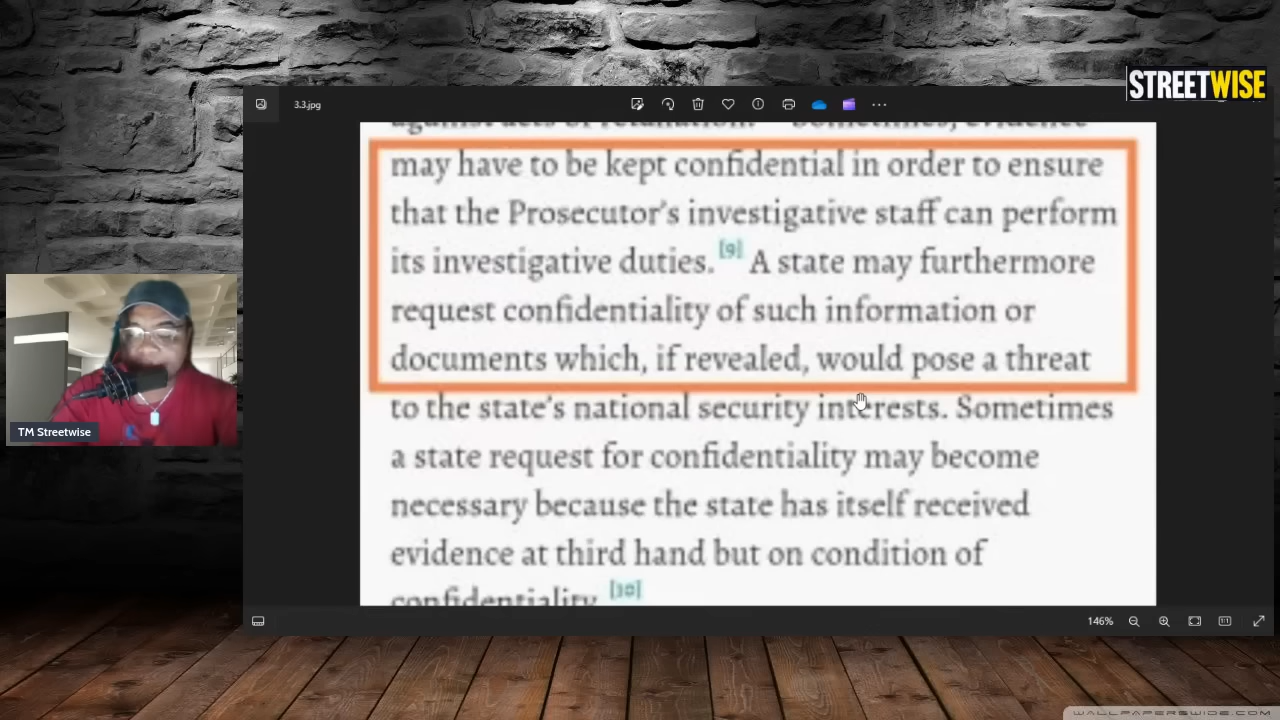 STREETWISE
3.3.jpg
may have to be kept confidential in order to ensure
that the Prosecutor's investigative staff can perform
its investigative duties. [9] A state may furthermore
request confidentiality of such information or
documents which, if revealed, would pose a threat
to the state's national security interests. Sometimes
a state request for confidentiality may become
necessary because the state has itself received
evidence at third hand but on condition of
confidentiality. [10]
TM Streetwise
146%
WALLPAPERSWIDE.COM